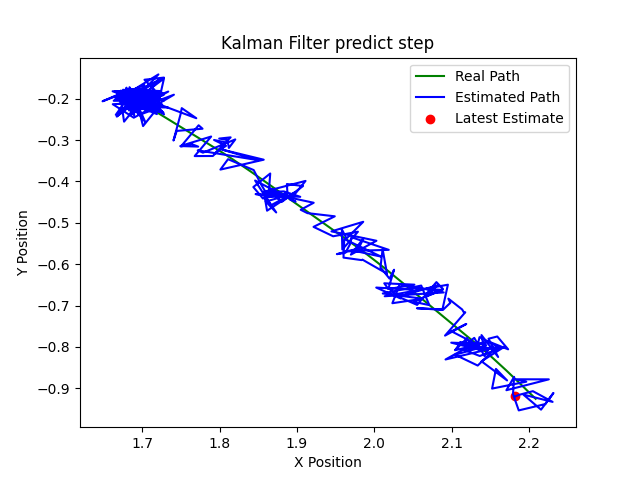 Kalman Filter predict step
Real Path
Estimated Path
Latest Estimate
Y Position
−0.2
−0.3
−0.4
−0.5
−0.6
−0.7
−0.8
−0.9
1.7 1.8 1.9 2.0 2.1 2.2
X Position